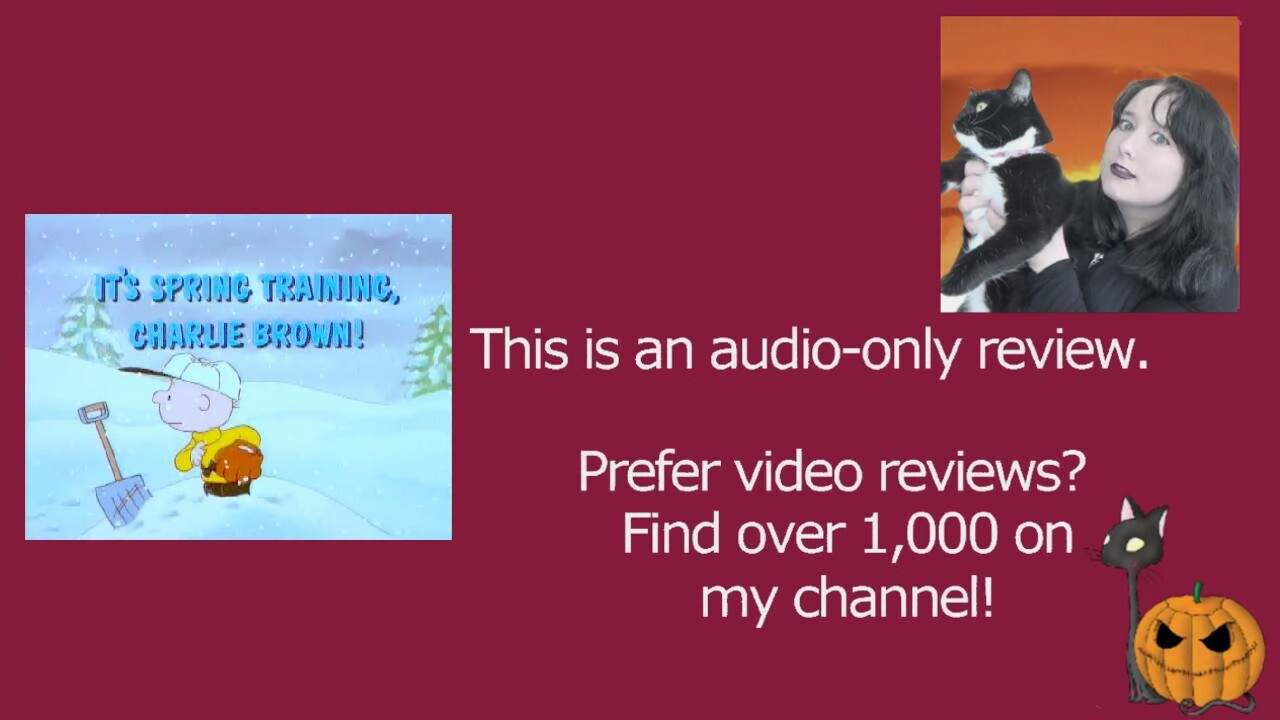 IT'S SPRING TRAINING,
CHARLIE BROWN!
This is an audio-only review.
Prefer video reviews?
Find over 1,000 on
my channel!